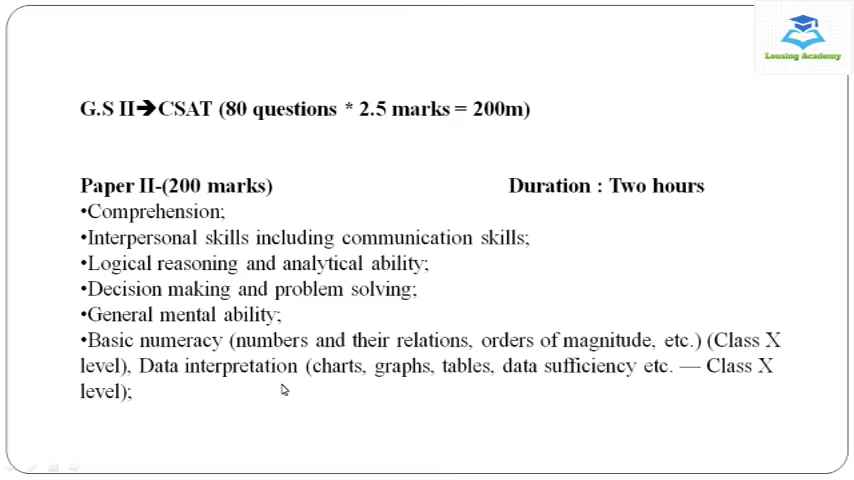 Lousing Academy
G.S II➔CSAT (80 questions * 2.5 marks = 200m)
Paper II-(200 marks) Duration : Two hours
•Comprehension;
•Interpersonal skills including communication skills;
•Logical reasoning and analytical ability;
•Decision making and problem solving;
•General mental ability;
•Basic numeracy (numbers and their relations, orders of magnitude, etc.) (Class X
level), Data interpretation (charts, graphs, tables, data sufficiency etc. — Class X
level);